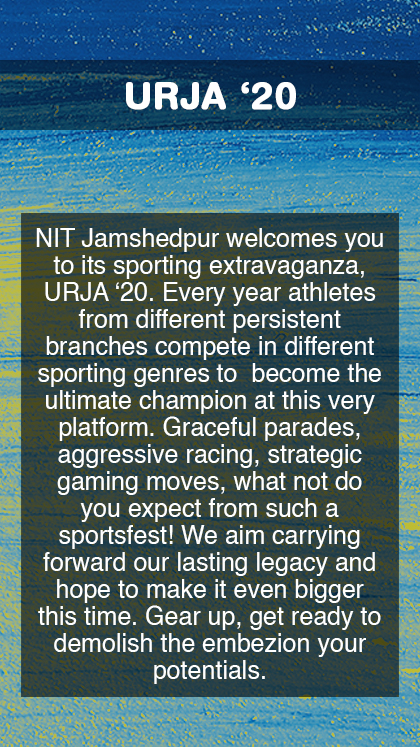 URJA ‘20
NIT Jamshedpur welcomes you
to its sporting extravaganza,
URJA ‘20. Every year athletes
from different persistent
branches compete in different
sporting genres to  become the
ultimate champion at this very
platform. Graceful parades,
aggressive racing, strategic
gaming moves, what not do
you expect from such a
sportsfest! We aim carrying
forward our lasting legacy and
hope to make it even bigger
this time. Gear up, get ready to
demolish the embezion your
potentials.